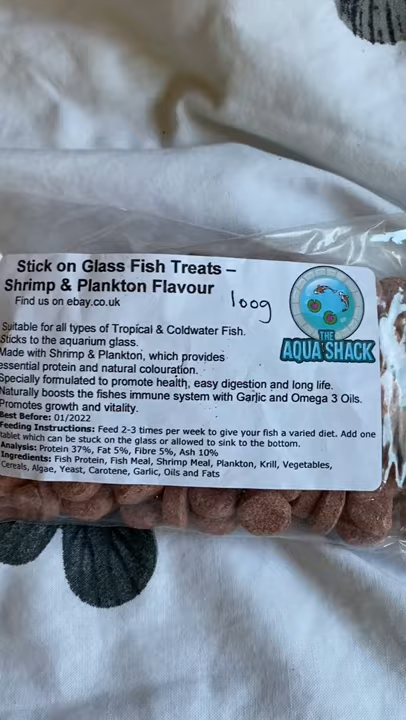 Stick on Glass Fish Treats –
Shrimp & Plankton Flavour
Find us on ebay.co.uk
100g
THE
AQUA SHACK
Suitable for all types of Tropical & Coldwater Fish.
Sticks to the aquarium glass.
Made with Shrimp & Plankton, which provides
essential protein and natural colouration.
Specially formulated to promote health, easy digestion and long life.
Naturally boosts the fishes immune system with Garlic and Omega 3 Oils.
Promotes growth and vitality.
Best Before: 01/2022
Feeding Instructions: Feed 2-3 times per week to give your fish a varied diet. Add one
tablet which can be stuck on the glass or allowed to sink to the bottom.
Analysis: Protein 37%, Fat 5%, Fibre 5%, Ash 10%
Ingredients: Fish Protein, Fish Meal, Shrimp Meal, Plankton, Krill, Vegetables,
Cereals, Algae, Yeast, Carotene, Garlic, Oils and Fats